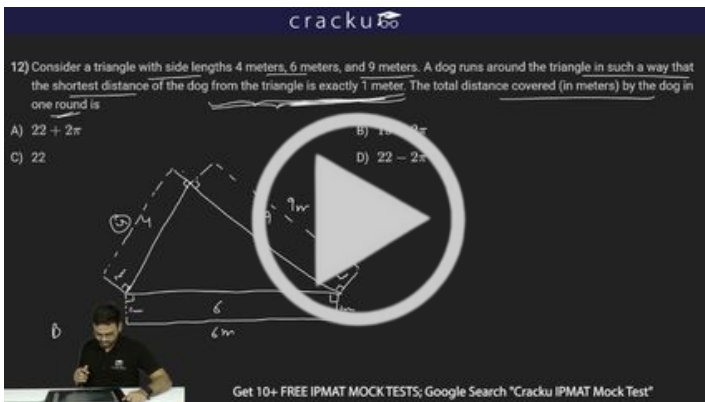 cracku
12) Consider a triangle with side lengths 4 meters, 6 meters, and 9 meters. A dog runs around the triangle in such a way that
the shortest distance of the dog from the triangle is exactly 1 meter. The total distance covered (in meters) by the dog in
one round is
A) 22 + 2π
B)
C) 22
D) 22 − 2π
9m
6
6m
Get 10+ FREE IPMAT MOCK TESTS; Google Search "Cracku IPMAT Mock Test"